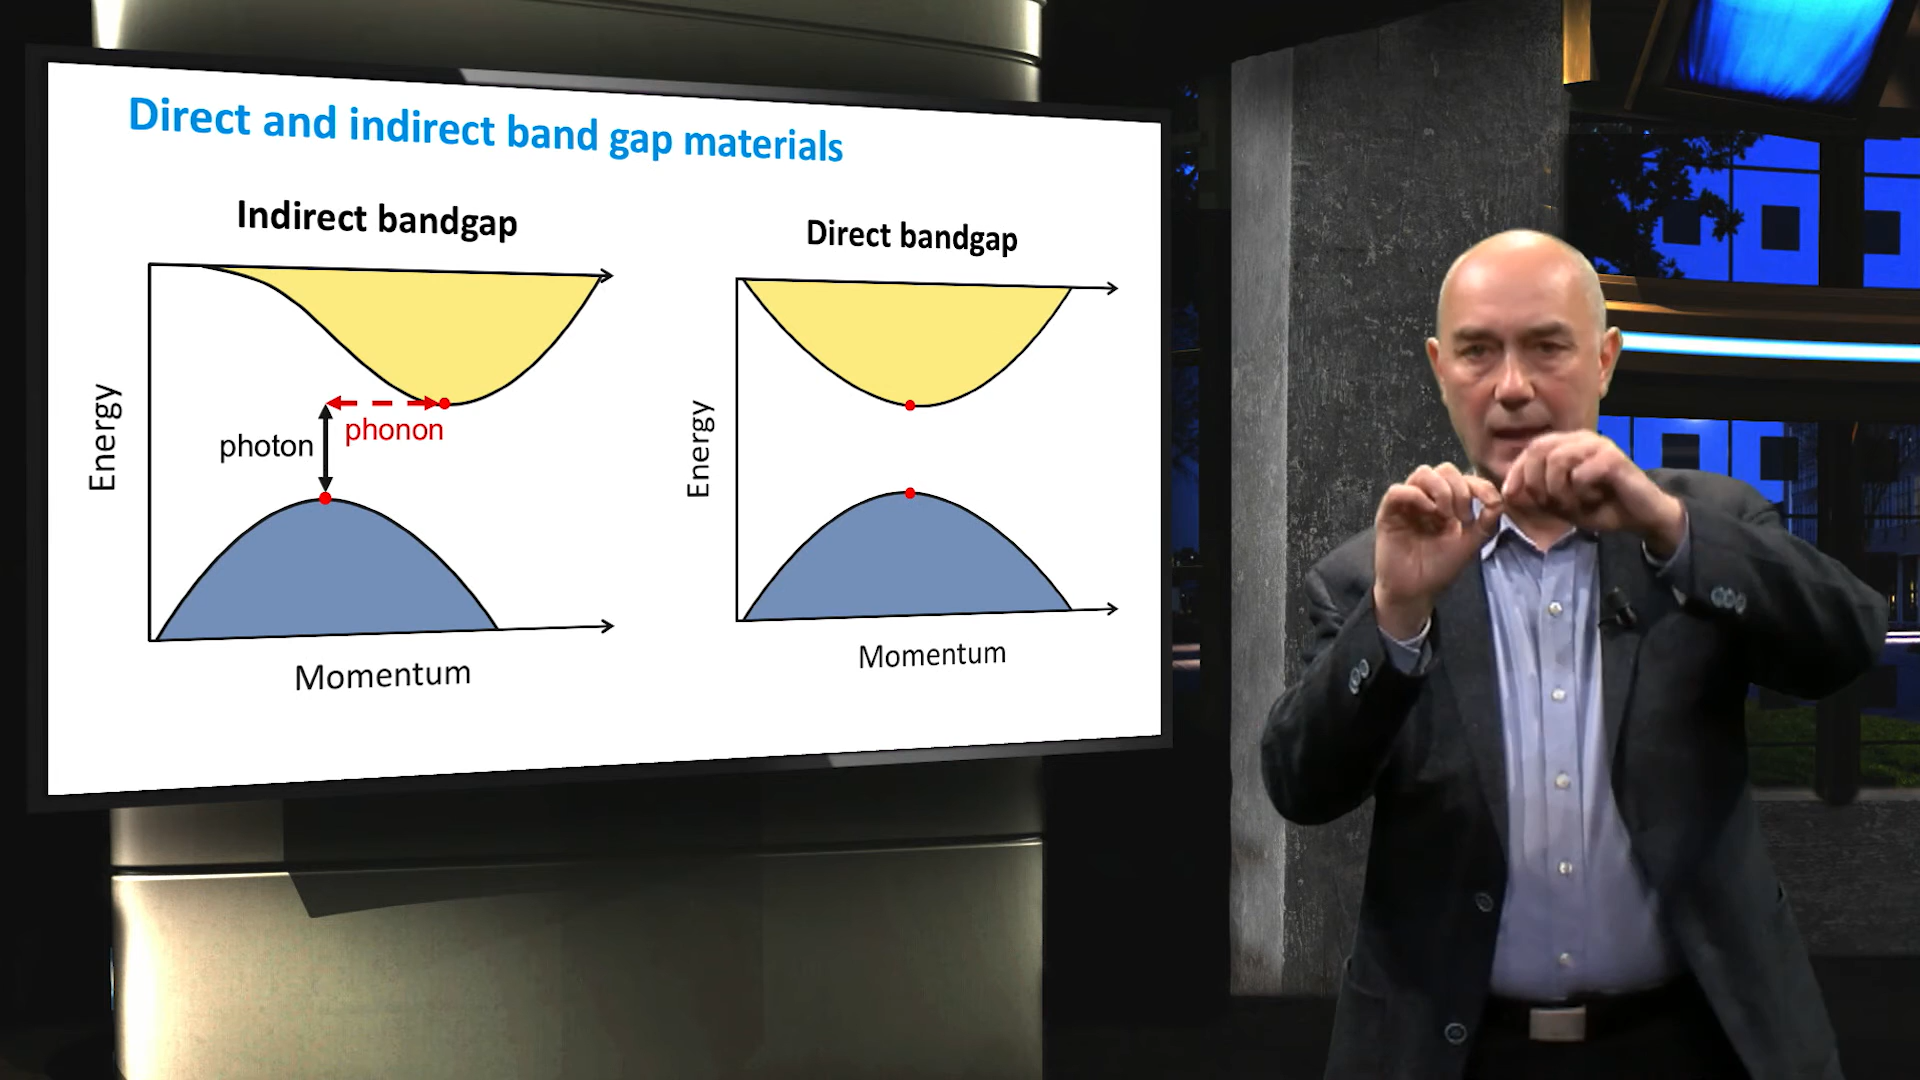 Direct and indirect band gap materials
Indirect bandgap
Energy
photon
phonon
Momentum
Direct bandgap
Energy
Momentum